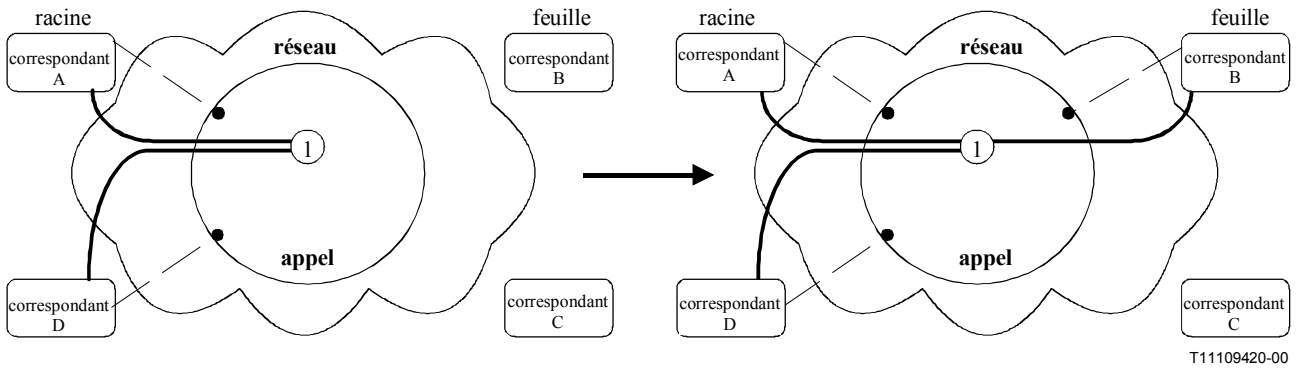 racine
feuille
correspondant
A
réseau
correspondant
B
1
appel
correspondant
D
correspondant
C
racine
feuille
correspondant
A
réseau
correspondant
B
1
appel
correspondant
D
correspondant
C
T11109420-00